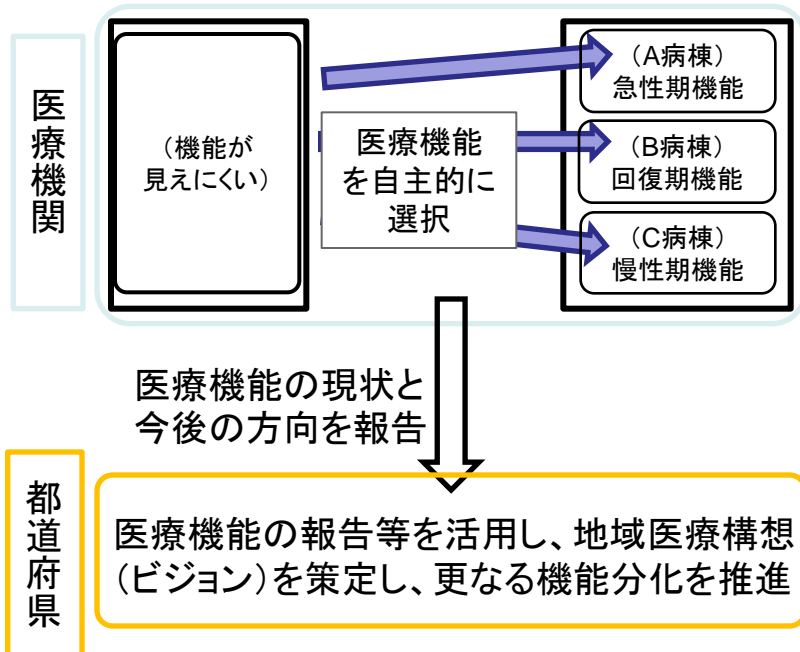 医療機関
（機能が
見えにくい）
医療機能
を自主的に
選択
（A病棟）
急性期機能
（B病棟）
回復期機能
（C病棟）
慢性期機能
医療機能の現状と
今後の方向を報告
都道府県
医療機能の報告等を活用し、地域医療構想
（ビジョン）を策定し、更なる機能分化を推進